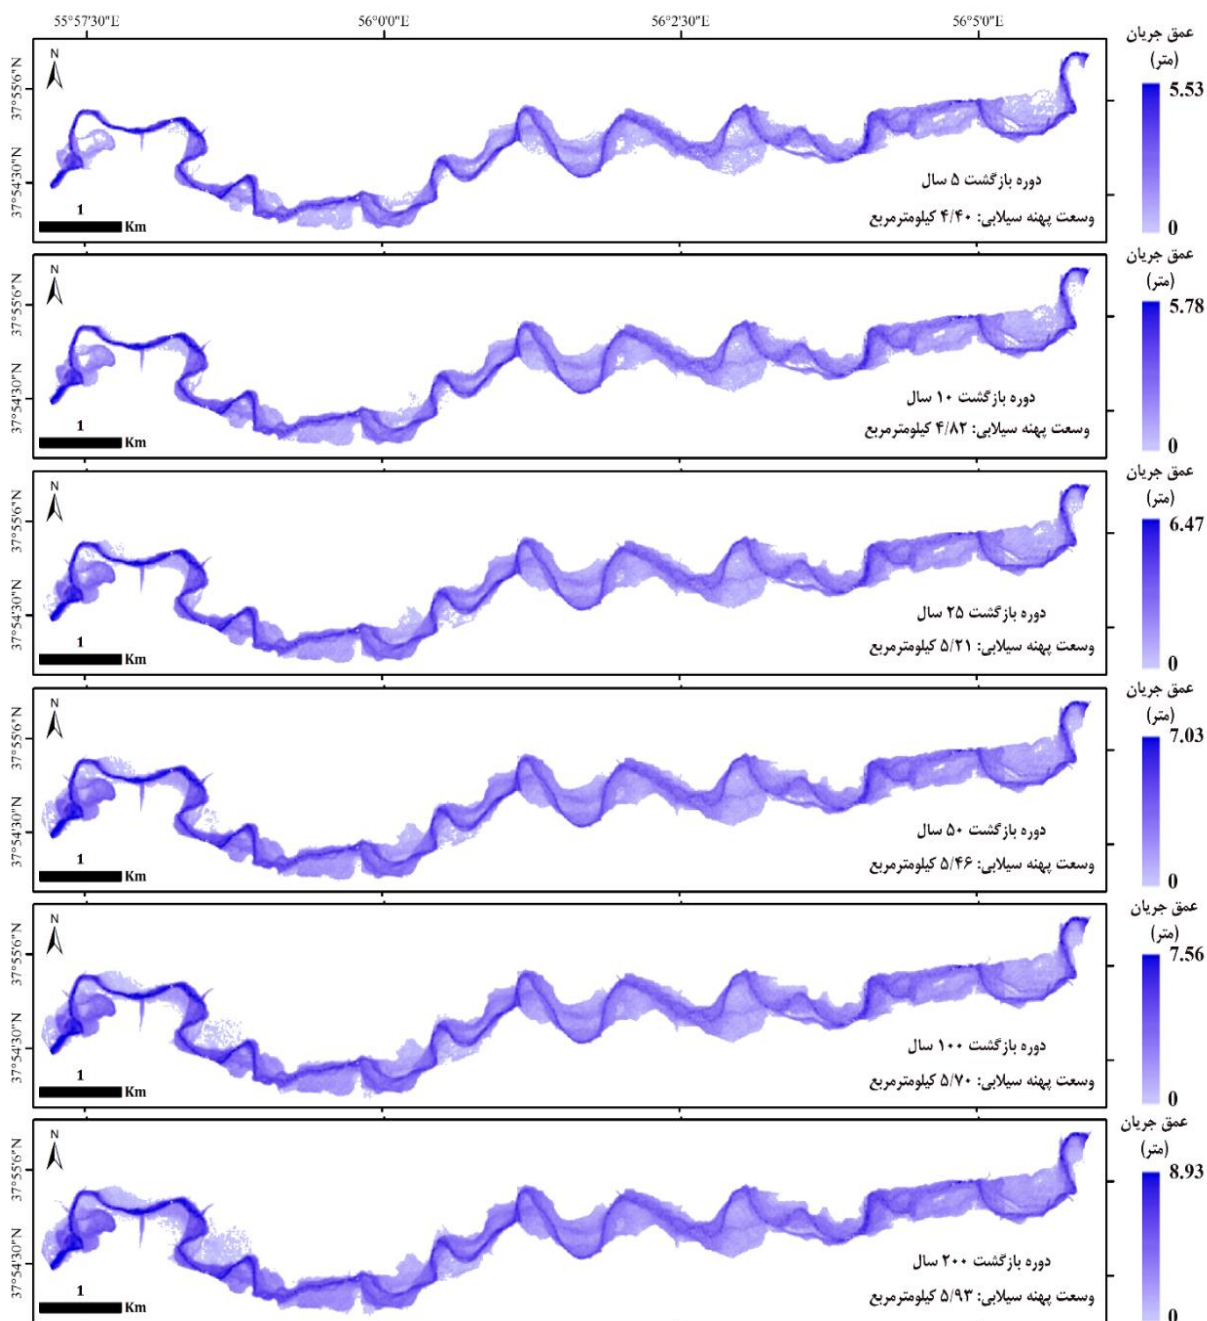 55°57'30"E 56°0'0"E 56°2'30"E 56°5'0"E
عمق جریان
(متر)
5.53
0
N
37°55'6"N
37°54'30"N
دوره بازگشت ۵ سال
وسعت پهنه سیلابی: ۴/۴۰ کیلومترمربع
1
Km
عمق جریان
(متر)
5.78
0
N
37°55'6"N
37°54'30"N
دوره بازگشت ۱۰ سال
وسعت پهنه سیلابی: ۴/۸۲ کیلومترمربع
1
Km
عمق جریان
(متر)
6.47
0
N
37°55'6"N
37°54'30"N
دوره بازگشت ۲۵ سال
وسعت پهنه سیلابی: ۵/۲۱ کیلومترمربع
1
Km
عمق جریان
(متر)
7.03
0
N
37°55'6"N
37°54'30"N
دوره بازگشت ۵۰ سال
وسعت پهنه سیلابی: ۵/۴۶ کیلومترمربع
1
Km
عمق جریان
(متر)
7.56
0
N
37°55'6"N
37°54'30"N
دوره بازگشت ۱۰۰ سال
وسعت پهنه سیلابی: ۵/۷۰ کیلومترمربع
1
Km
عمق جریان
(متر)
8.93
0
N
37°55'6"N
37°54'30"N
دوره بازگشت ۲۰۰ سال
وسعت پهنه سیلابی: ۵/۹۳ کیلومترمربع
1
Km